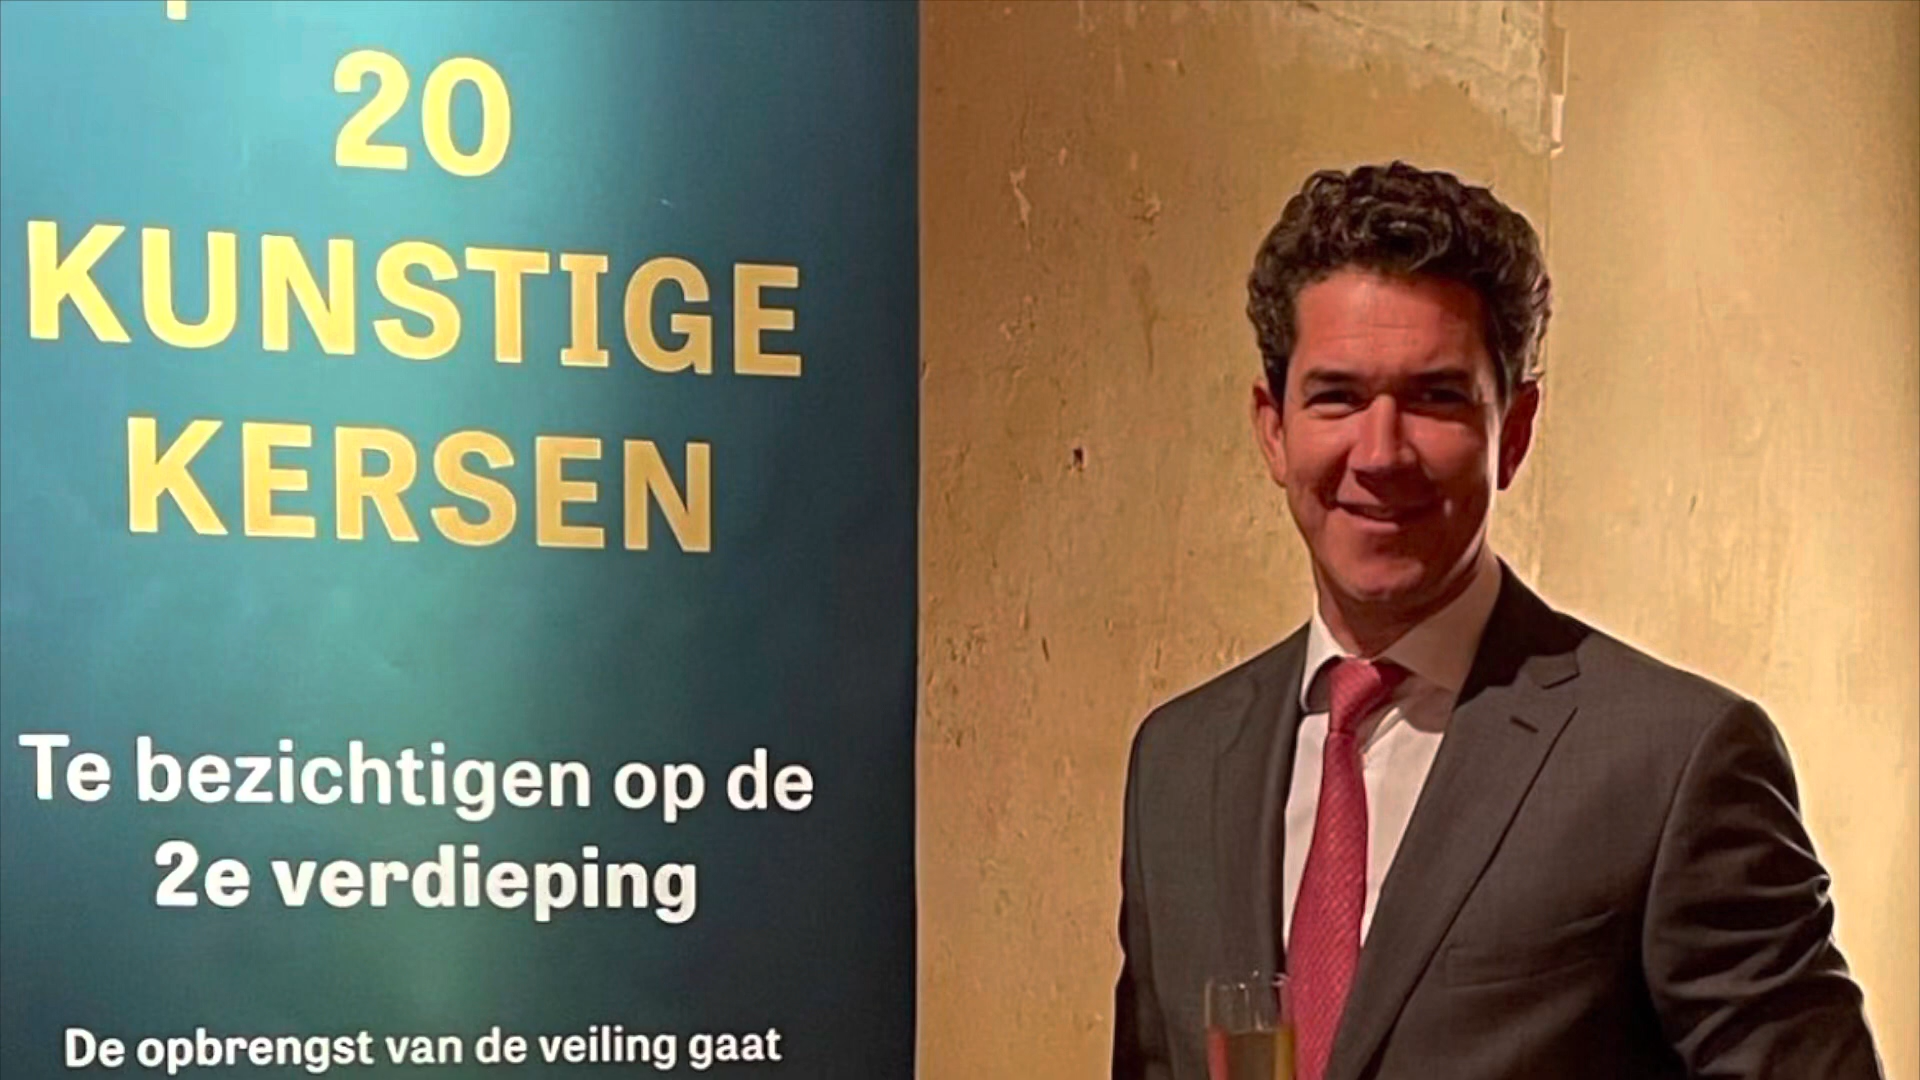 20
KUNSTIGE
KERSEN
Te bezichtigen op de
2e verdieping
De opbrengst van de veiling gaat